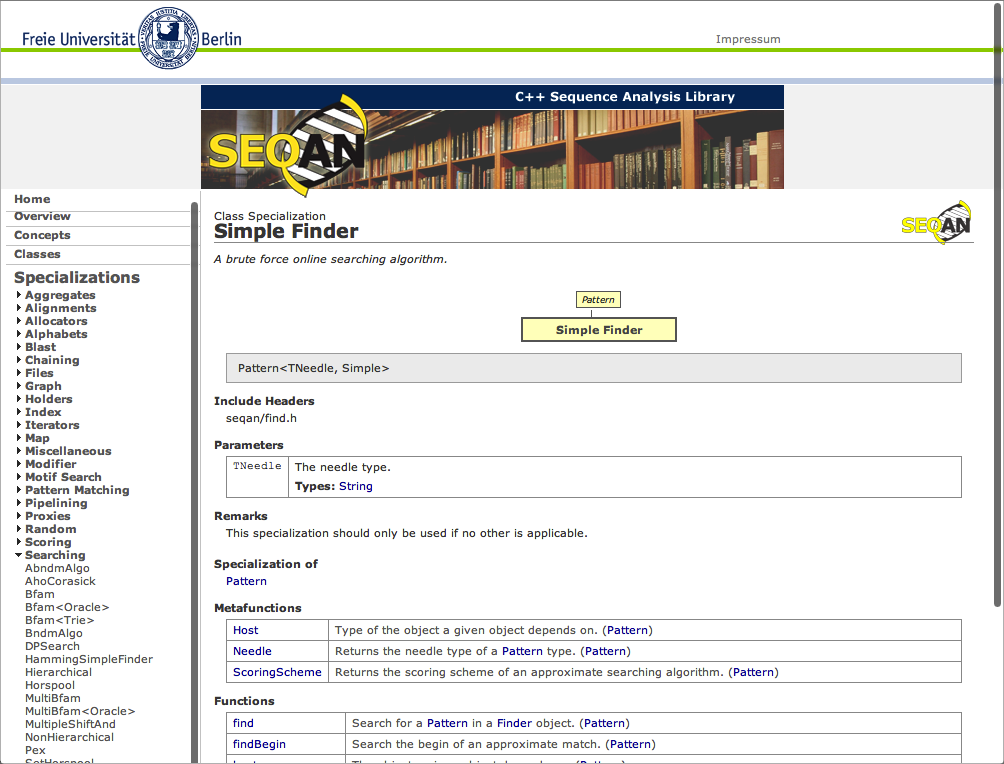 Freie Universität Berlin
Impressum
C++ Sequence Analysis Library
SEQAN
Home
Overview
Concepts
Classes
Specializations
Aggregates
Alignments
Allocators
Alphabets
Blast
Chaining
Files
Graph
Holders
Index
Iterators
Map
Miscellaneous
Modifier
Motif Search
Pattern Matching
Pipelining
Proxies
Random
Scoring
Searching
AbndmAlgo
AhoCorasick
Bfam
Bfam<Oracle>
Bfam<Trie>
BndmAlgo
DPSearch
HammingSimpleFinder
Hierarchical
Horspool
MultiBfam
MultiBfam<Oracle>
MultipleShiftAnd
NonHierarchical
Pex
SetHorspool
Class Specialization
Simple Finder
SEQAN
A brute force online searching algorithm.
Pattern
Simple Finder
Pattern<TNeedle, Simple>
Include Headers
seqan/find.h
Parameters
TNeedle The needle type.
Types: String
Remarks
This specialization should only be used if no other is applicable.
Specialization of
Pattern
Metafunctions
Host Type of the object a given object depends on. (Pattern)
Needle Returns the needle type of a Pattern type. (Pattern)
ScoringScheme Returns the scoring scheme of an approximate searching algorithm. (Pattern)
Functions
find Search for a Pattern in a Finder object. (Pattern)
findBegin Search the begin of an approximate match. (Pattern)